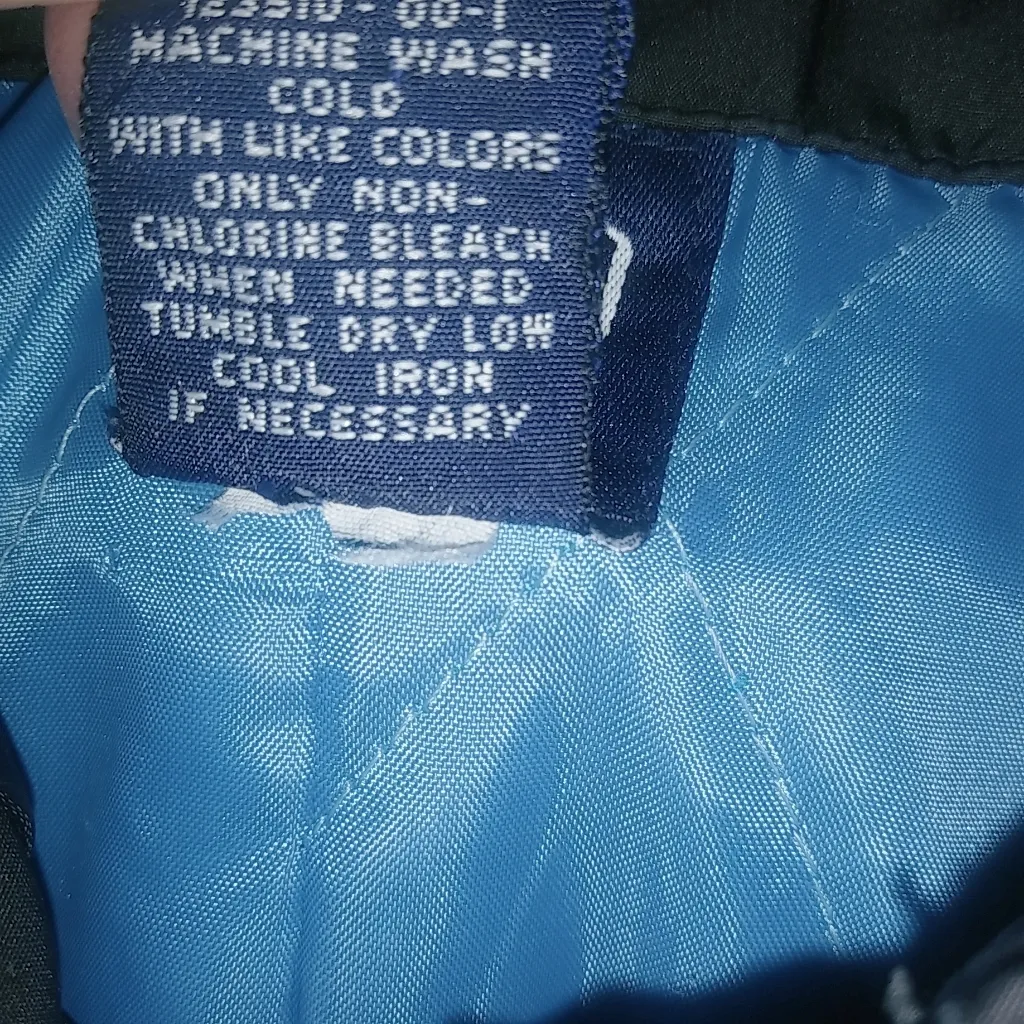 MACHINE WASH
COLD
WITH LIKE COLORS
ONLY NON-
CHLORINE BLEACH
WHEN NEEDED
TUMBLE DRY LOW
COOL IRON
IF NECESSARY